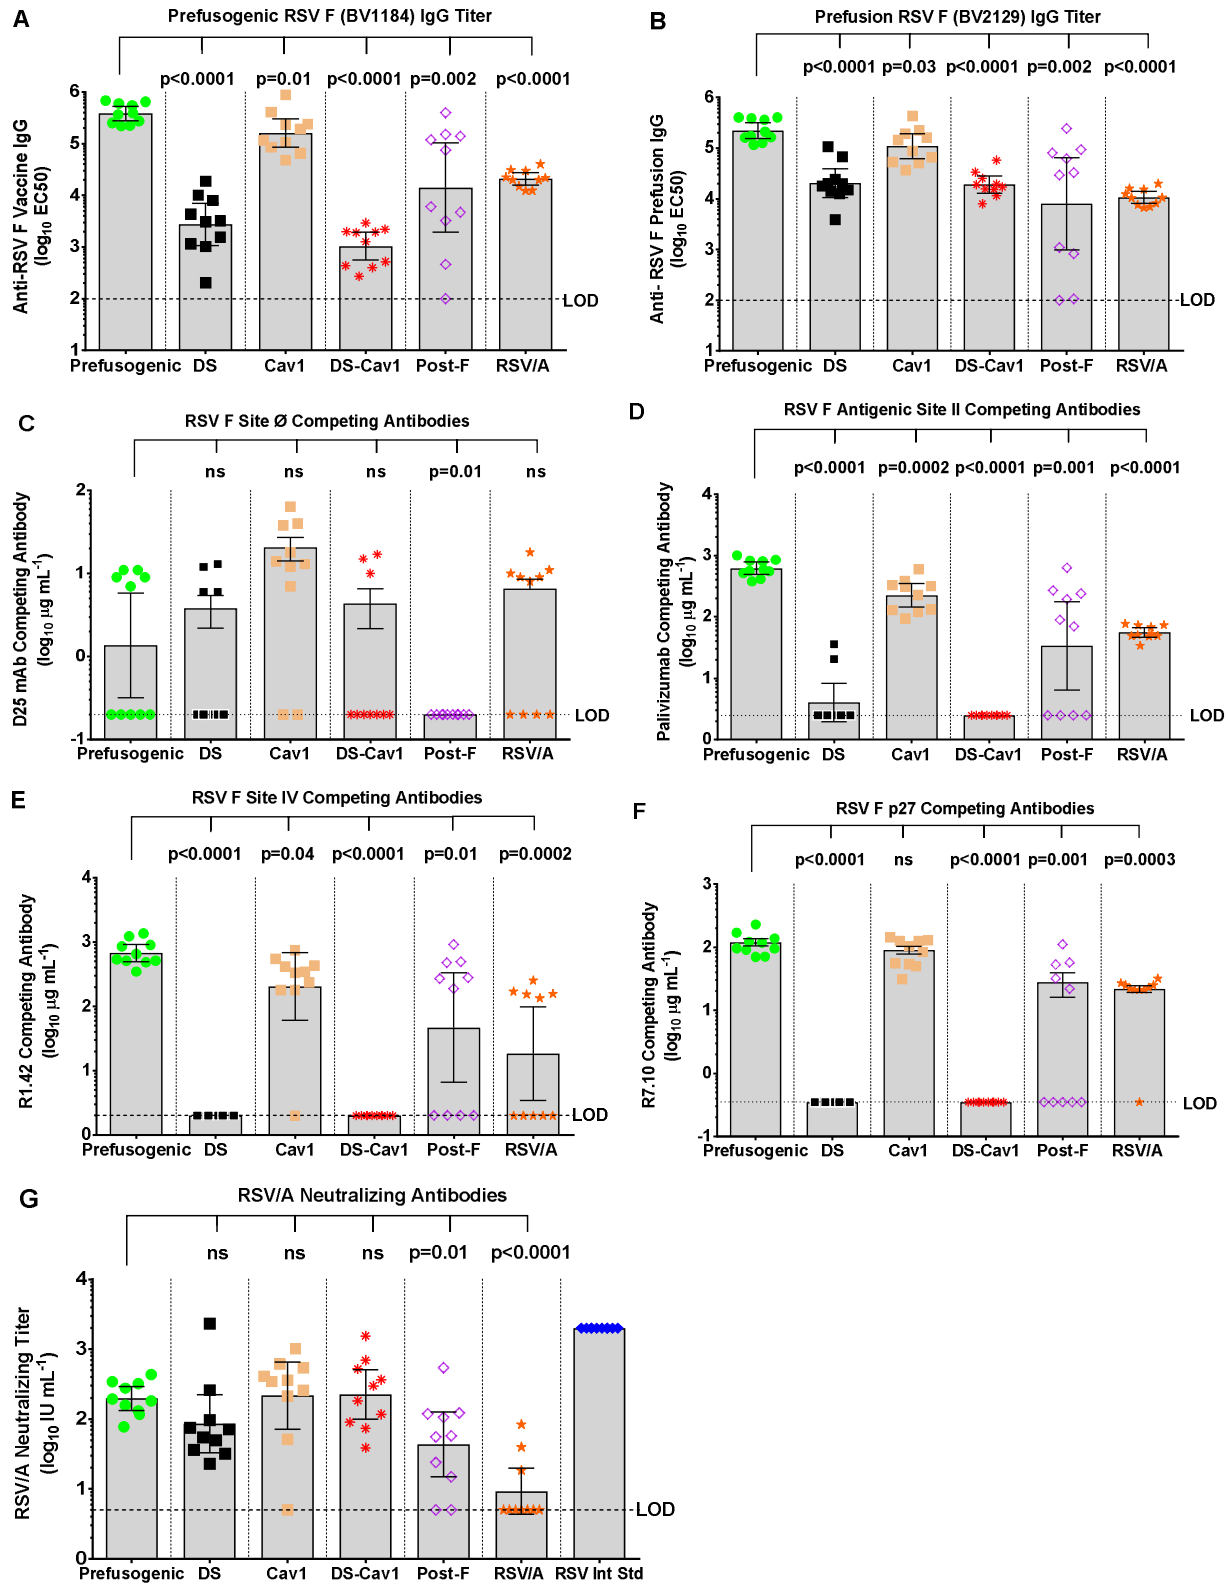 A
Prefusogenic RSV F (BV1184) IgG Titer
p<0.0001 p=0.01 p<0.0001 p=0.002 p<0.0001
Anti-RSV F Vaccine IgG
(log10 EC50)
6
5
4
3
2
1
LOD
Prefusogenic DS Cav1 DS-Cav1 Post-F RSV/A
B
Prefusion RSV F (BV2129) IgG Titer
p<0.0001 p=0.03 p<0.0001 p=0.002 p<0.0001
Anti- RSV F Prefusion IgG
(log10 EC50)
6
5
4
3
2
1
LOD
Prefusogenic DS Cav1 DS-Cav1 Post-F RSV/A
C
RSV F Site Ø Competing Antibodies
ns ns ns p=0.01 ns
D25 mAb Competing Antibody
(log10 µg mL-1)
2
1
0
-1
LOD
Prefusogenic DS Cav1 DS-Cav1 Post-F RSV/A
D
RSV F Antigenic Site II Competing Antibodies
p<0.0001 p=0.0002 p<0.0001 p=0.001 p<0.0001
Palivizumab Competing Antibody
(log10 µg mL-1)
4
3
2
1
0
LOD
Prefusogenic DS Cav1 DS-Cav1 Post-F RSV/A
E
RSV F Site IV Competing Antibodies
p<0.0001 p=0.04 p<0.0001 p=0.01 p=0.0002
R1.42 Competing Antibody
(log10 µg mL-1)
4
3
2
1
0
LOD
Prefusogenic DS Cav1 DS-Cav1 Post-F RSV/A
F
RSV F p27 Competing Antibodies
p<0.0001 ns p<0.0001 p=0.001 p=0.0003
R7.10 Competing Antibody
(log10 µg mL-1)
3
2
1
0
-1
LOD
Prefusogenic DS Cav1 DS-Cav1 Post-F RSV/A
G
RSV/A Neutralizing Antibodies
ns ns ns p=0.01 p<0.0001
RSV/A Neutralizing Titer
(log10 IU mL-1)
4
3
2
1
0
LOD
Prefusogenic DS Cav1 DS-Cav1 Post-F RSV/A RSV Int Std